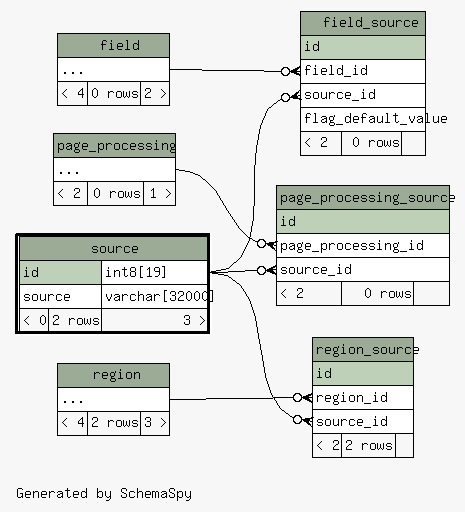 field
...
< 4 0 rows 2 >
page_processing
...
< 2 0 rows 1 >
source
id int8[19]
source varchar[32000]
< 0 2 rows 3 >
region
...
< 4 2 rows 3 >
field_source
id
field_id
source_id
flag_default_value
< 2 0 rows
page_processing_source
id
page_processing_id
source_id
< 2 0 rows
region_source
id
region_id
source_id
< 2 2 rows
Generated by SchemaSpy